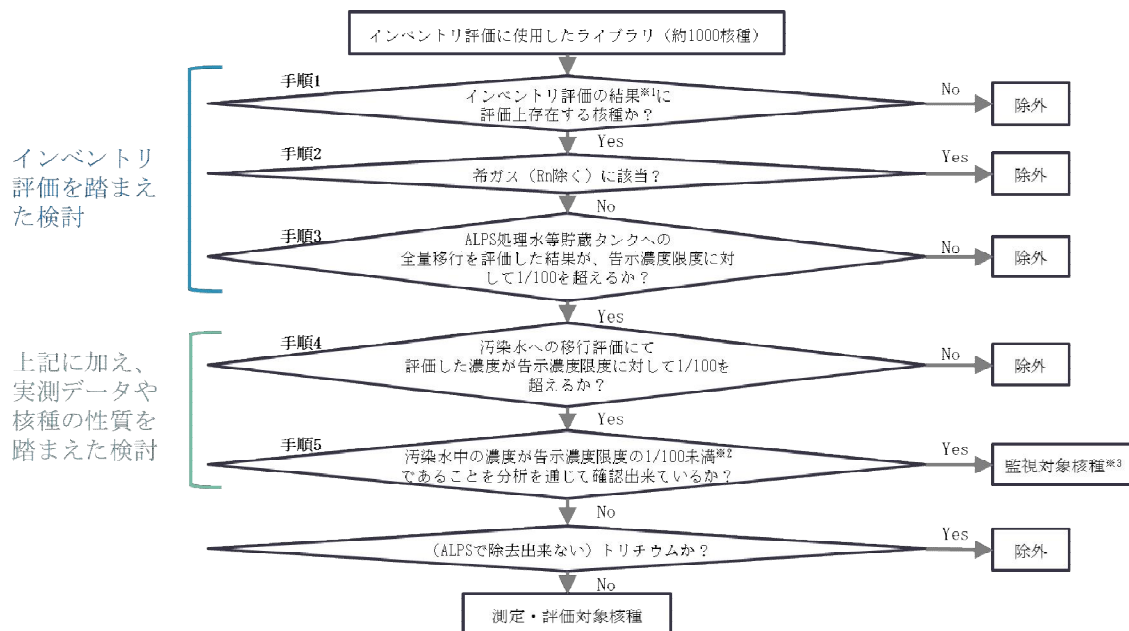 インベントリ評価に使用したライブラリ（約1000核種）
手順1
インベントリ評価の結果※1に
評価上存在する核種か？
No
除外
Yes
インベントリ
評価を踏まえ
た検討
手順2
希ガス（Rn除く）に該当？
Yes
除外
No
手順3
ALPS処理水等貯蔵タンクへの
全量移行を評価した結果が、告示濃度限度に対
して1/100を超えるか？
No
除外
Yes
上記に加え、
実測データや
核種の性質を
踏まえた検討
手順4
汚染水への移行評価にて
評価した濃度が告示濃度限度に対して1/100を
超えるか？
No
除外
Yes
手順5
汚染水中の濃度が告示濃度限度の1/100未満※2
であることを分析を通じて確認出来ているか？
Yes
監視対象核種※3
No
(ALPSで除去出来ない）トリチウムか？
Yes
除外
No
測定・評価対象核種